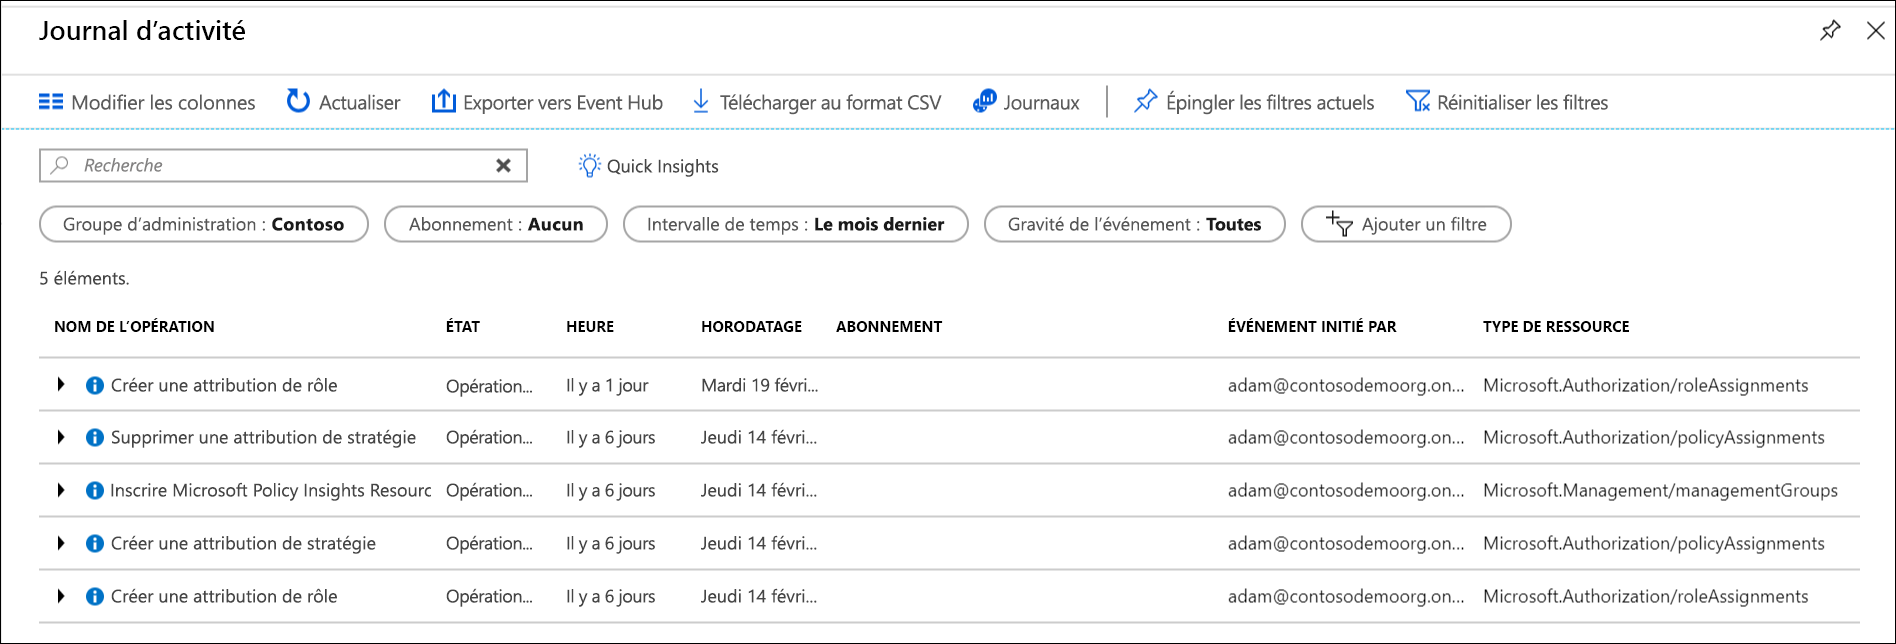 Journal d’activité
Modifier les colonnes Actualiser Exporter vers Event Hub Télécharger au format CSV Journaux Épingler les filtres actuels Réinitialiser les filtres
Recherche Quick Insights
Groupe d’administration : Contoso Abonnement : Aucun Intervalle de temps : Le mois dernier Gravité de l’événement : Toutes Ajouter un filtre
5 éléments.
NOM DE L’OPÉRATION ÉTAT HEURE HORODATAGE ABONNEMENT ÉVÉNEMENT INITIÉ PAR TYPE DE RESSOURCE
Créer une attribution de rôle Opération... Il y a 1 jour Mardi 19 févri... adam@contosodemoorg.on... Microsoft.Authorization/roleAssignments
Supprimer une attribution de stratégie Opération... Il y a 6 jours Jeudi 14 févri... adam@contosodemoorg.on... Microsoft.Authorization/policyAssignments
Inscrire Microsoft Policy Insights Resourc Opération... Il y a 6 jours Jeudi 14 févri... adam@contosodemoorg.on... Microsoft.Management/managementGroups
Créer une attribution de stratégie Opération... Il y a 6 jours Jeudi 14 févri... adam@contosodemoorg.on... Microsoft.Authorization/policyAssignments
Créer une attribution de rôle Opération... Il y a 6 jours Jeudi 14 févri... adam@contosodemoorg.on... Microsoft.Authorization/roleAssignments